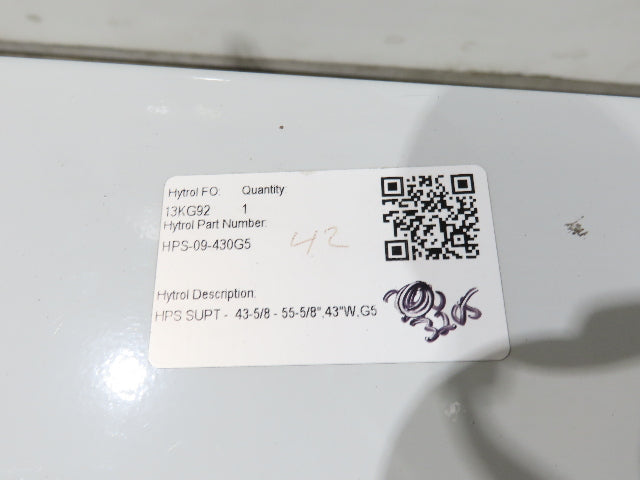 Hytrol FO: Quantity:
13KG92 1
Hytrol Part Number:
HPS-09-430G5
42
Hytrol Description:
HPS SUPT - 43-5/8 - 55-5/8",43"W,G5